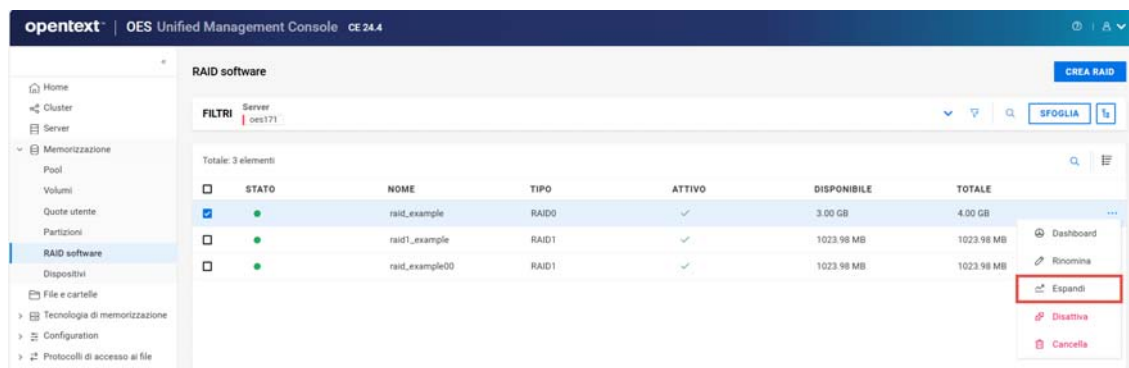 opentext™ | OES Unified Management Console CE 24.4
RAID software
CREA RAID
Home
Cluster
Server
Memorizzazione
Pool
Volumi
Quote utente
Partizioni
RAID software
Dispositivi
File e cartelle
Tecnologia di memorizzazione
Configuration
Protocolli di accesso ai file
FILTRI
Server
oes171
SFOGLIA
Totale: 3 elementi
STATO NOME TIPO ATTIVO DISPONIBILE TOTALE
raid_example RAID0 3.00 GB 4.00 GB
raid1_example RAID1 1023.98 MB 1023.98 MB
raid_example00 RAID1 1023.98 MB 1023.98 MB
Dashboard
Rinomina
Espandi
Disattiva
Cancella